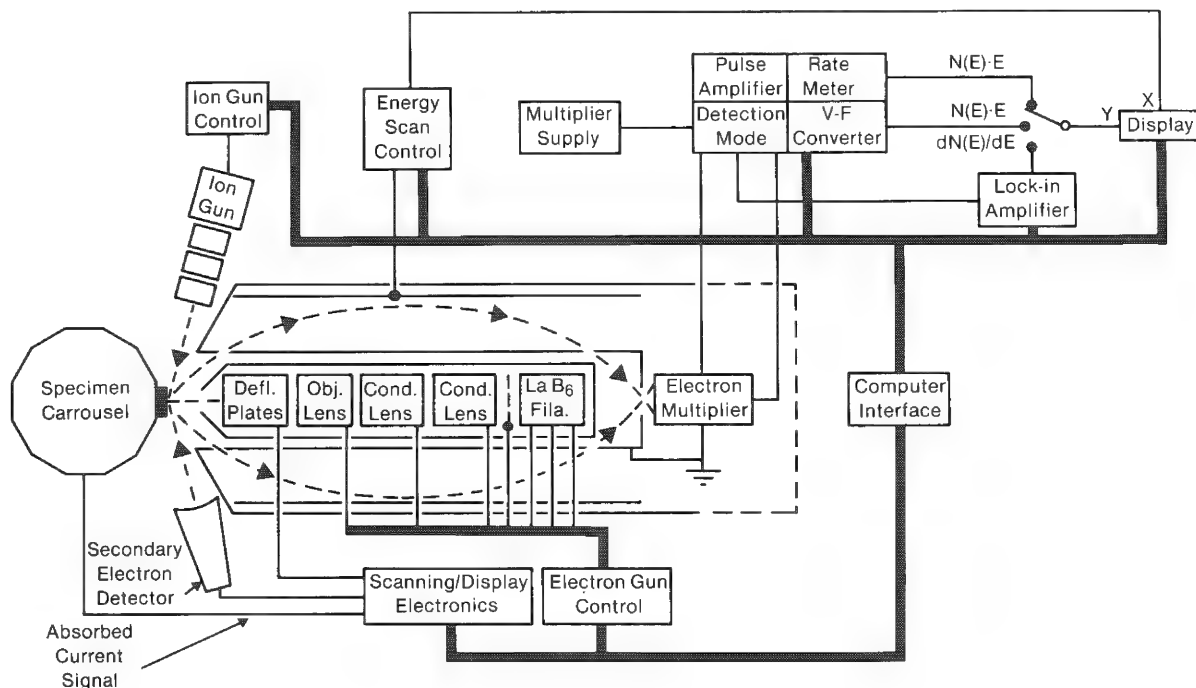 Ion Gun
Control
Energy
Scan
Control
Multiplier
Supply
Pulse
Amplifier
Rate
Meter
Detection
Mode
V-F
Converter
N(E)·E
N(E)·E
dN(E)/dE
X
Y
Display
Lock-in
Amplifier
Ion
Gun
Specimen
Carrousel
Defl.
Plates
Obj.
Lens
Cond.
Lens
Cond.
Lens
La B6
Fila.
Electron
Multiplier
Computer
Interface
Secondary
Electron
Detector
Scanning/Display
Electronics
Electron Gun
Control
Absorbed
Current
Signal